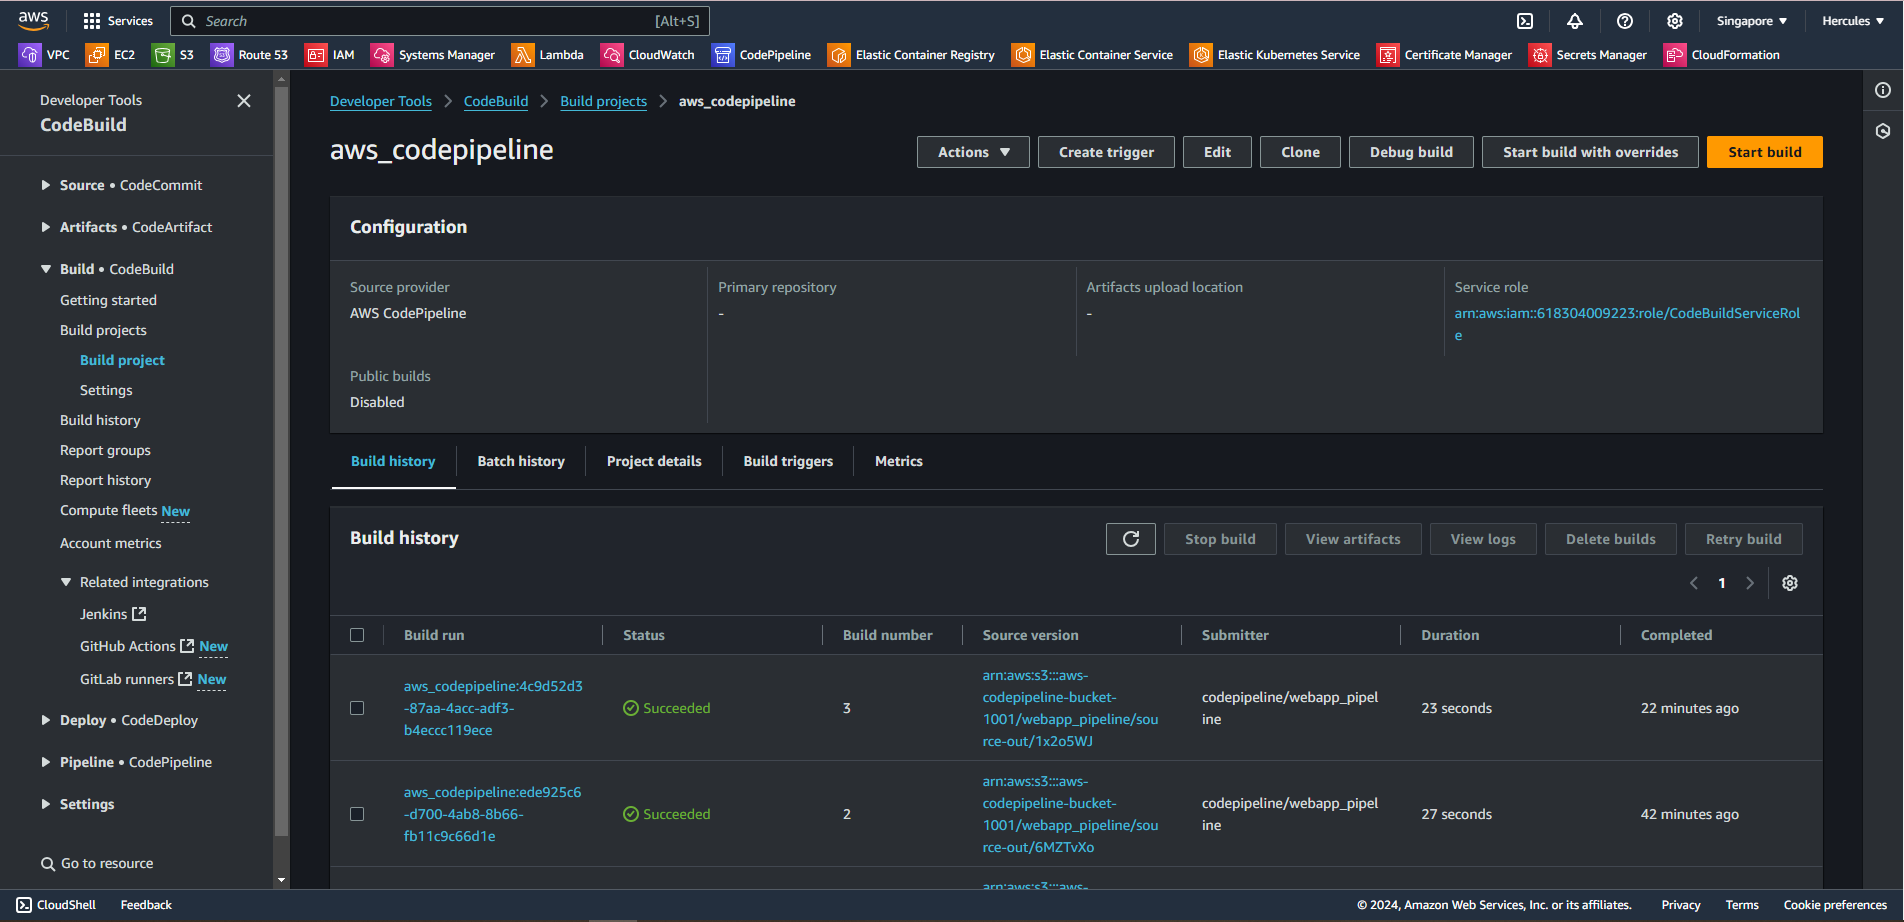 aws
Services
Search
[Alt+S]
Singapore
Hercules
VPC
EC2
S3
Route 53
IAM
Systems Manager
Lambda
CloudWatch
CodePipeline
Elastic Container Registry
Elastic Container Service
Elastic Kubernetes Service
Certificate Manager
Secrets Manager
CloudFormation
Developer Tools
CodeBuild
Source • CodeCommit
Artifacts • CodeArtifact
Build • CodeBuild
Getting started
Build projects
Build project
Settings
Build history
Report groups
Report history
Compute fleets New
Account metrics
Related integrations
Jenkins
GitHub Actions New
GitLab runners New
Deploy • CodeDeploy
Pipeline • CodePipeline
Settings
Go to resource
Developer Tools
CodeBuild
Build projects
aws_codepipeline
aws_codepipeline
Actions
Create trigger
Edit
Clone
Debug build
Start build with overrides
Start build
Configuration
Source provider
AWS CodePipeline
Primary repository
-
Artifacts upload location
-
Service role
arn:aws:iam::618304009223:role/CodeBuildServiceRol
e
Public builds
Disabled
Build history
Batch history
Project details
Build triggers
Metrics
Build history
Stop build
View artifacts
View logs
Delete builds
Retry build
1
Build run
Status
Build number
Source version
Submitter
Duration
Completed
aws_codepipeline:4c9d52d3
-87aa-4acc-adf3-
b4eccc119ece
Succeeded
3
arn:aws:s3:::aws-
codepipeline-bucket-
1001/webapp_pipeline/sou
rce-out/1x2o5WJ
codepipeline/webapp_pipel
ine
23 seconds
22 minutes ago
aws_codepipeline:ede925c6
-d700-4ab8-8b66-
fb11c9c66d1e
Succeeded
2
arn:aws:s3:::aws-
codepipeline-bucket-
1001/webapp_pipeline/sou
rce-out/6MZTvXo
codepipeline/webapp_pipel
ine
27 seconds
42 minutes ago
arn:aws:s3:::aws-
CloudShell
Feedback
© 2024, Amazon Web Services, Inc. or its affiliates.
Privacy
Terms
Cookie preferences